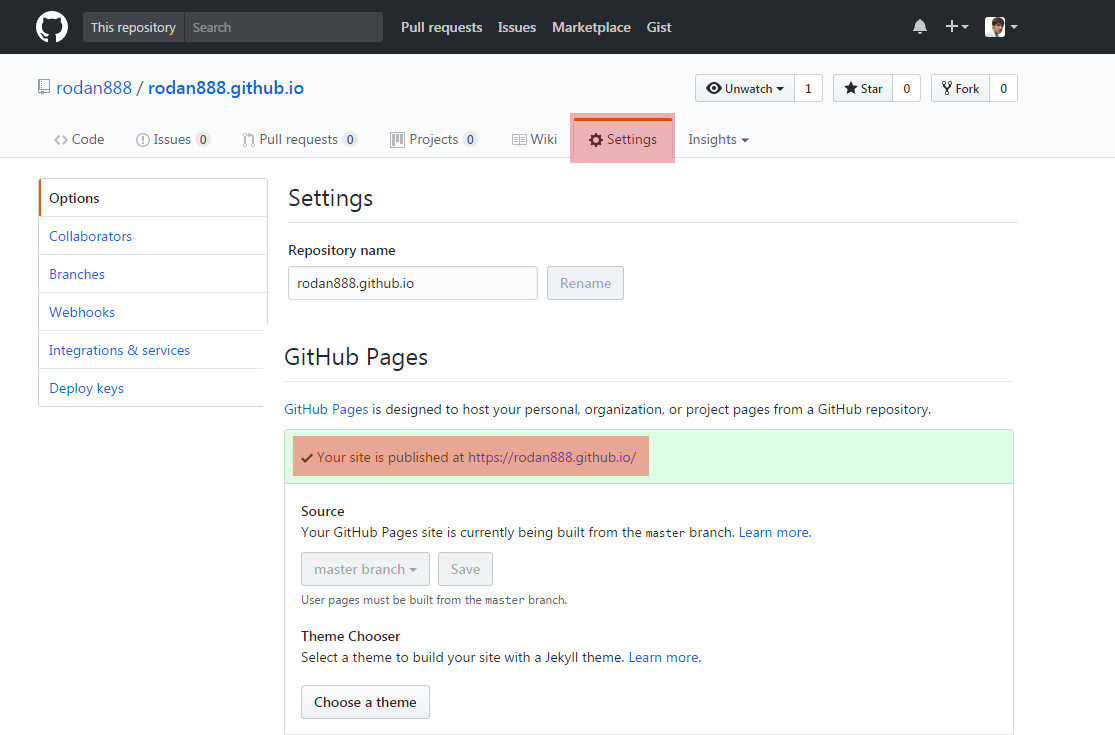 This repository Search Pull requests Issues Marketplace Gist
rodan888 / rodan888.github.io Unwatch 1 Star 0 Fork 0
Code Issues 0 Pull requests 0 Projects 0 Wiki Settings Insights
Options
Collaborators
Branches
Webhooks
Integrations & services
Deploy keys
Settings
Repository name
rodan888.github.io Rename
GitHub Pages
GitHub Pages is designed to host your personal, organization, or project pages from a GitHub repository.
Your site is published at https://rodan888.github.io/
Source
Your GitHub Pages site is currently being built from the master branch. Learn more.
master branch Save
User pages must be built from the master branch.
Theme Chooser
Select a theme to build your site with a Jekyll theme. Learn more.
Choose a theme